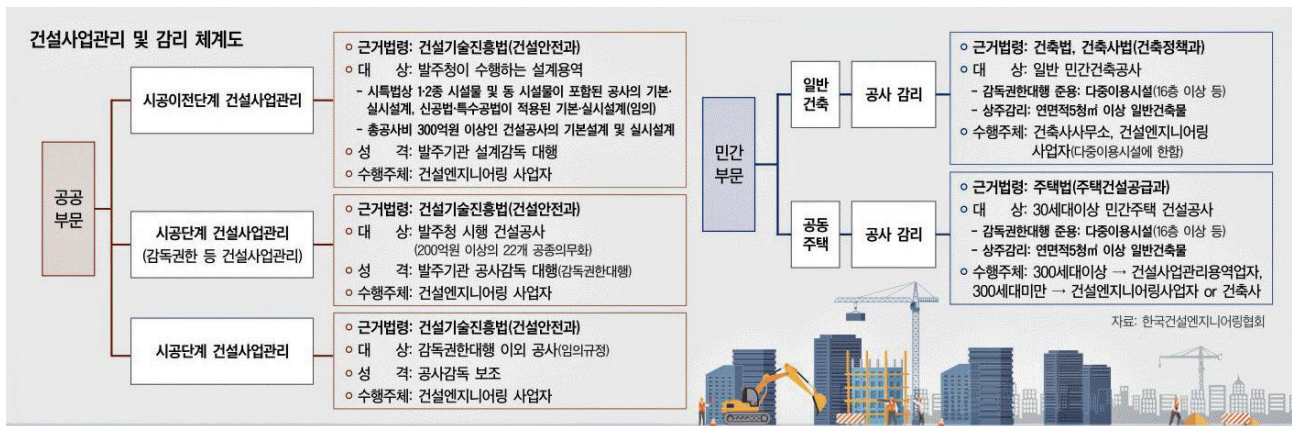 건설사업관리 및 감리 체계도
공공
부문
시공이전단계 건설사업관리
근거법령: 건설기술진흥법(건설안전과)
대 상: 발주청이 수행하는 설계용역
- 시특법상 1·2종 시설물 및 동 시설물이 포함된 공사의 기본·
실시설계, 신공법·특수공법이 적용된 기본·실시설계(임의)
- 총공사비 300억원 이상인 건설공사의 기본설계 및 실시설계
성 격: 발주기관 설계감독 대행
수행주체: 건설엔지니어링 사업자
시공단계 건설사업관리
(감독권한 등 건설사업관리)
근거법령: 건설기술진흥법(건설안전과)
대 상: 발주청 시행 건설공사
(200억원 이상의 22개 공종의무화)
성 격: 발주기관 공사감독 대행(감독권한대행)
수행주체: 건설엔지니어링 사업자
시공단계 건설사업관리
근거법령: 건설기술진흥법(건설안전과)
대 상: 감독권한대행 이외 공사(임의규정)
성 격: 공사감독 보조
수행주체: 건설엔지니어링 사업자
민간
부문
일반
건축
공사 감리
근거법령: 건축법, 건축사법(건축정책과)
대 상: 일반 민간건축공사
- 감독권한대행 준용: 다중이용시설(16층 이상 등)
- 상주감리: 연면적5청㎡ 이상 일반건축물
수행주체: 건축사사무소, 건설엔지니어링
사업자(다중이용시설에 한함)
공동
주택
공사 감리
근거법령: 주택법(주택건설공급과)
대 상: 30세대이상 민간주택 건설공사
- 감독권한대행 준용: 다중이용시설(16층 이상 등)
- 상주감리: 연면적5청㎡ 이상 일반건축물
수행주체: 300세대이상 → 건설사업관리용역업자,
300세대미만 → 건설엔지니어링사업자 or 건축사
자료: 한국건설엔지니어링협회